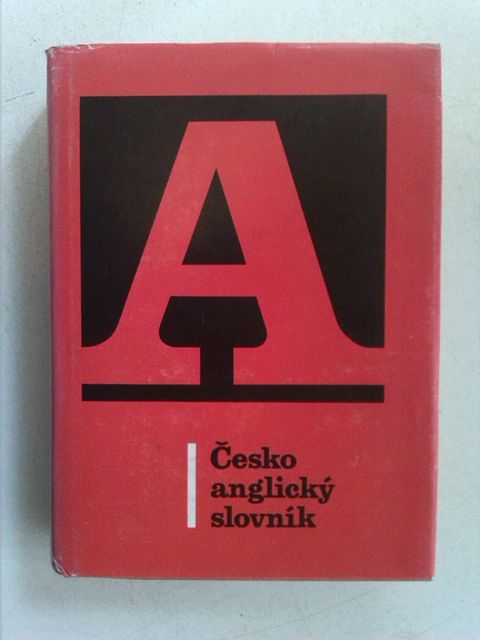 A
Česko
anglický
slovník